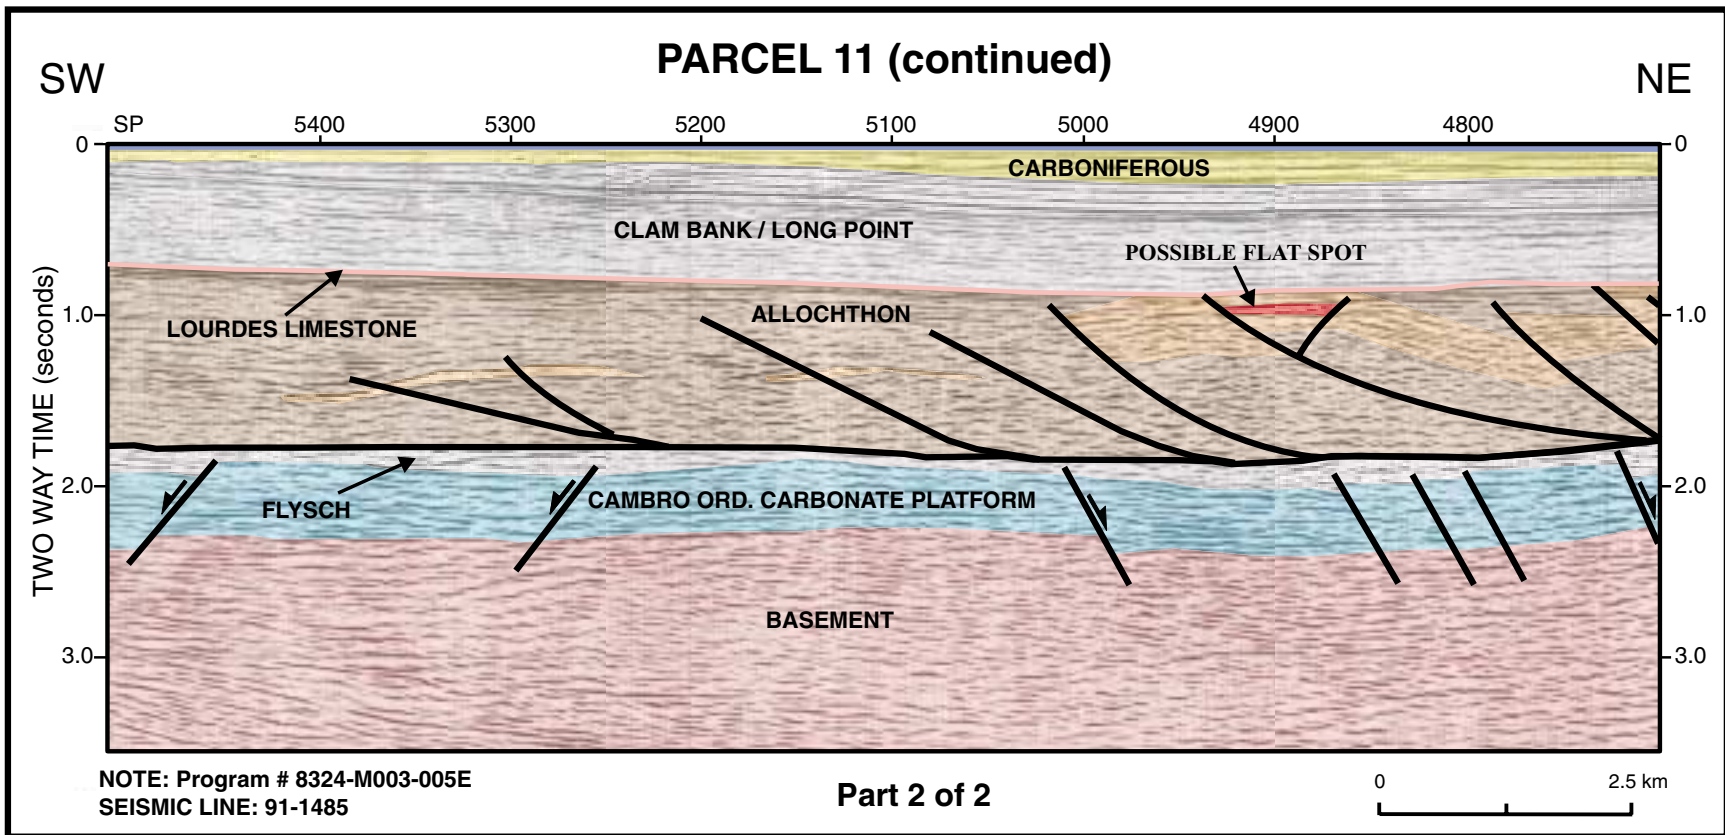 PARCEL 11 (continued)
SW
NE
SP
5400
5300
5200
5100
5000
4900
4800
0
0
CARBONIFEROUS
CLAM BANK / LONG POINT
POSSIBLE FLAT SPOT
1.0
1.0
ALLOCHTHON
LOURDES LIMESTONE
TWO WAY TIME (seconds)
2.0
2.0
FLYSCH
CAMBRO ORD. CARBONATE PLATFORM
BASEMENT
3.0
3.0
NOTE: Program # 8324-M003-005E
SEISMIC LINE: 91-1485
Part 2 of 2
0
2.5 km